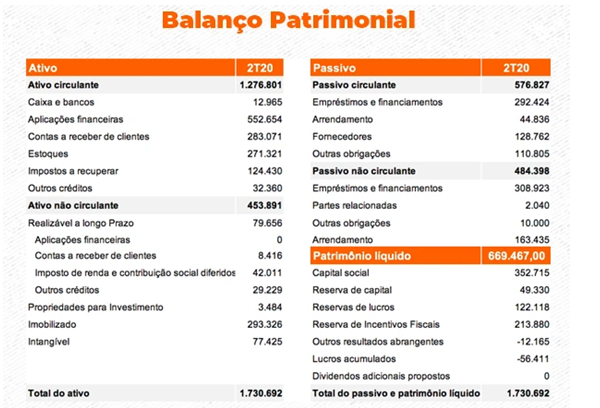 Balanço Patrimonial
Ativo 2T20
Ativo circulante 1.276.801
Caixa e bancos 12.965
Aplicações financeiras 552.654
Contas a receber de clientes 283.071
Estoques 271.321
Impostos a recuperar 124.430
Outros créditos 32.360
Ativo não circulante 453.891
Realizável a longo Prazo 79.656
Aplicações financeiras 0
Contas a receber de clientes 8.416
Imposto de renda e contribuição social diferidos 42.011
Outros créditos 29.229
Propriedades para Investimento 3.484
Imobilizado 293.326
Intangível 77.425
Total do ativo 1.730.692
Passivo 2T20
Passivo circulante 576.827
Empréstimos e financiamentos 292.424
Arrendamento 44.836
Fornecedores 128.762
Outras obrigações 110.805
Passivo não circulante 484.398
Empréstimos e financiamentos 308.923
Partes relacionadas 2.040
Outras obrigações 10.000
Arrendamento 163.435
Patrimônio líquido 669.467,00
Capital social 352.715
Reserva de capital 49.330
Reservas de lucros 122.118
Reserva de Incentivos Fiscais 213.880
Outros resultados abrangentes -12.165
Lucros acumulados -56.411
Dividendos adicionais propostos 0
Total do passivo e patrimônio líquido 1.730.692